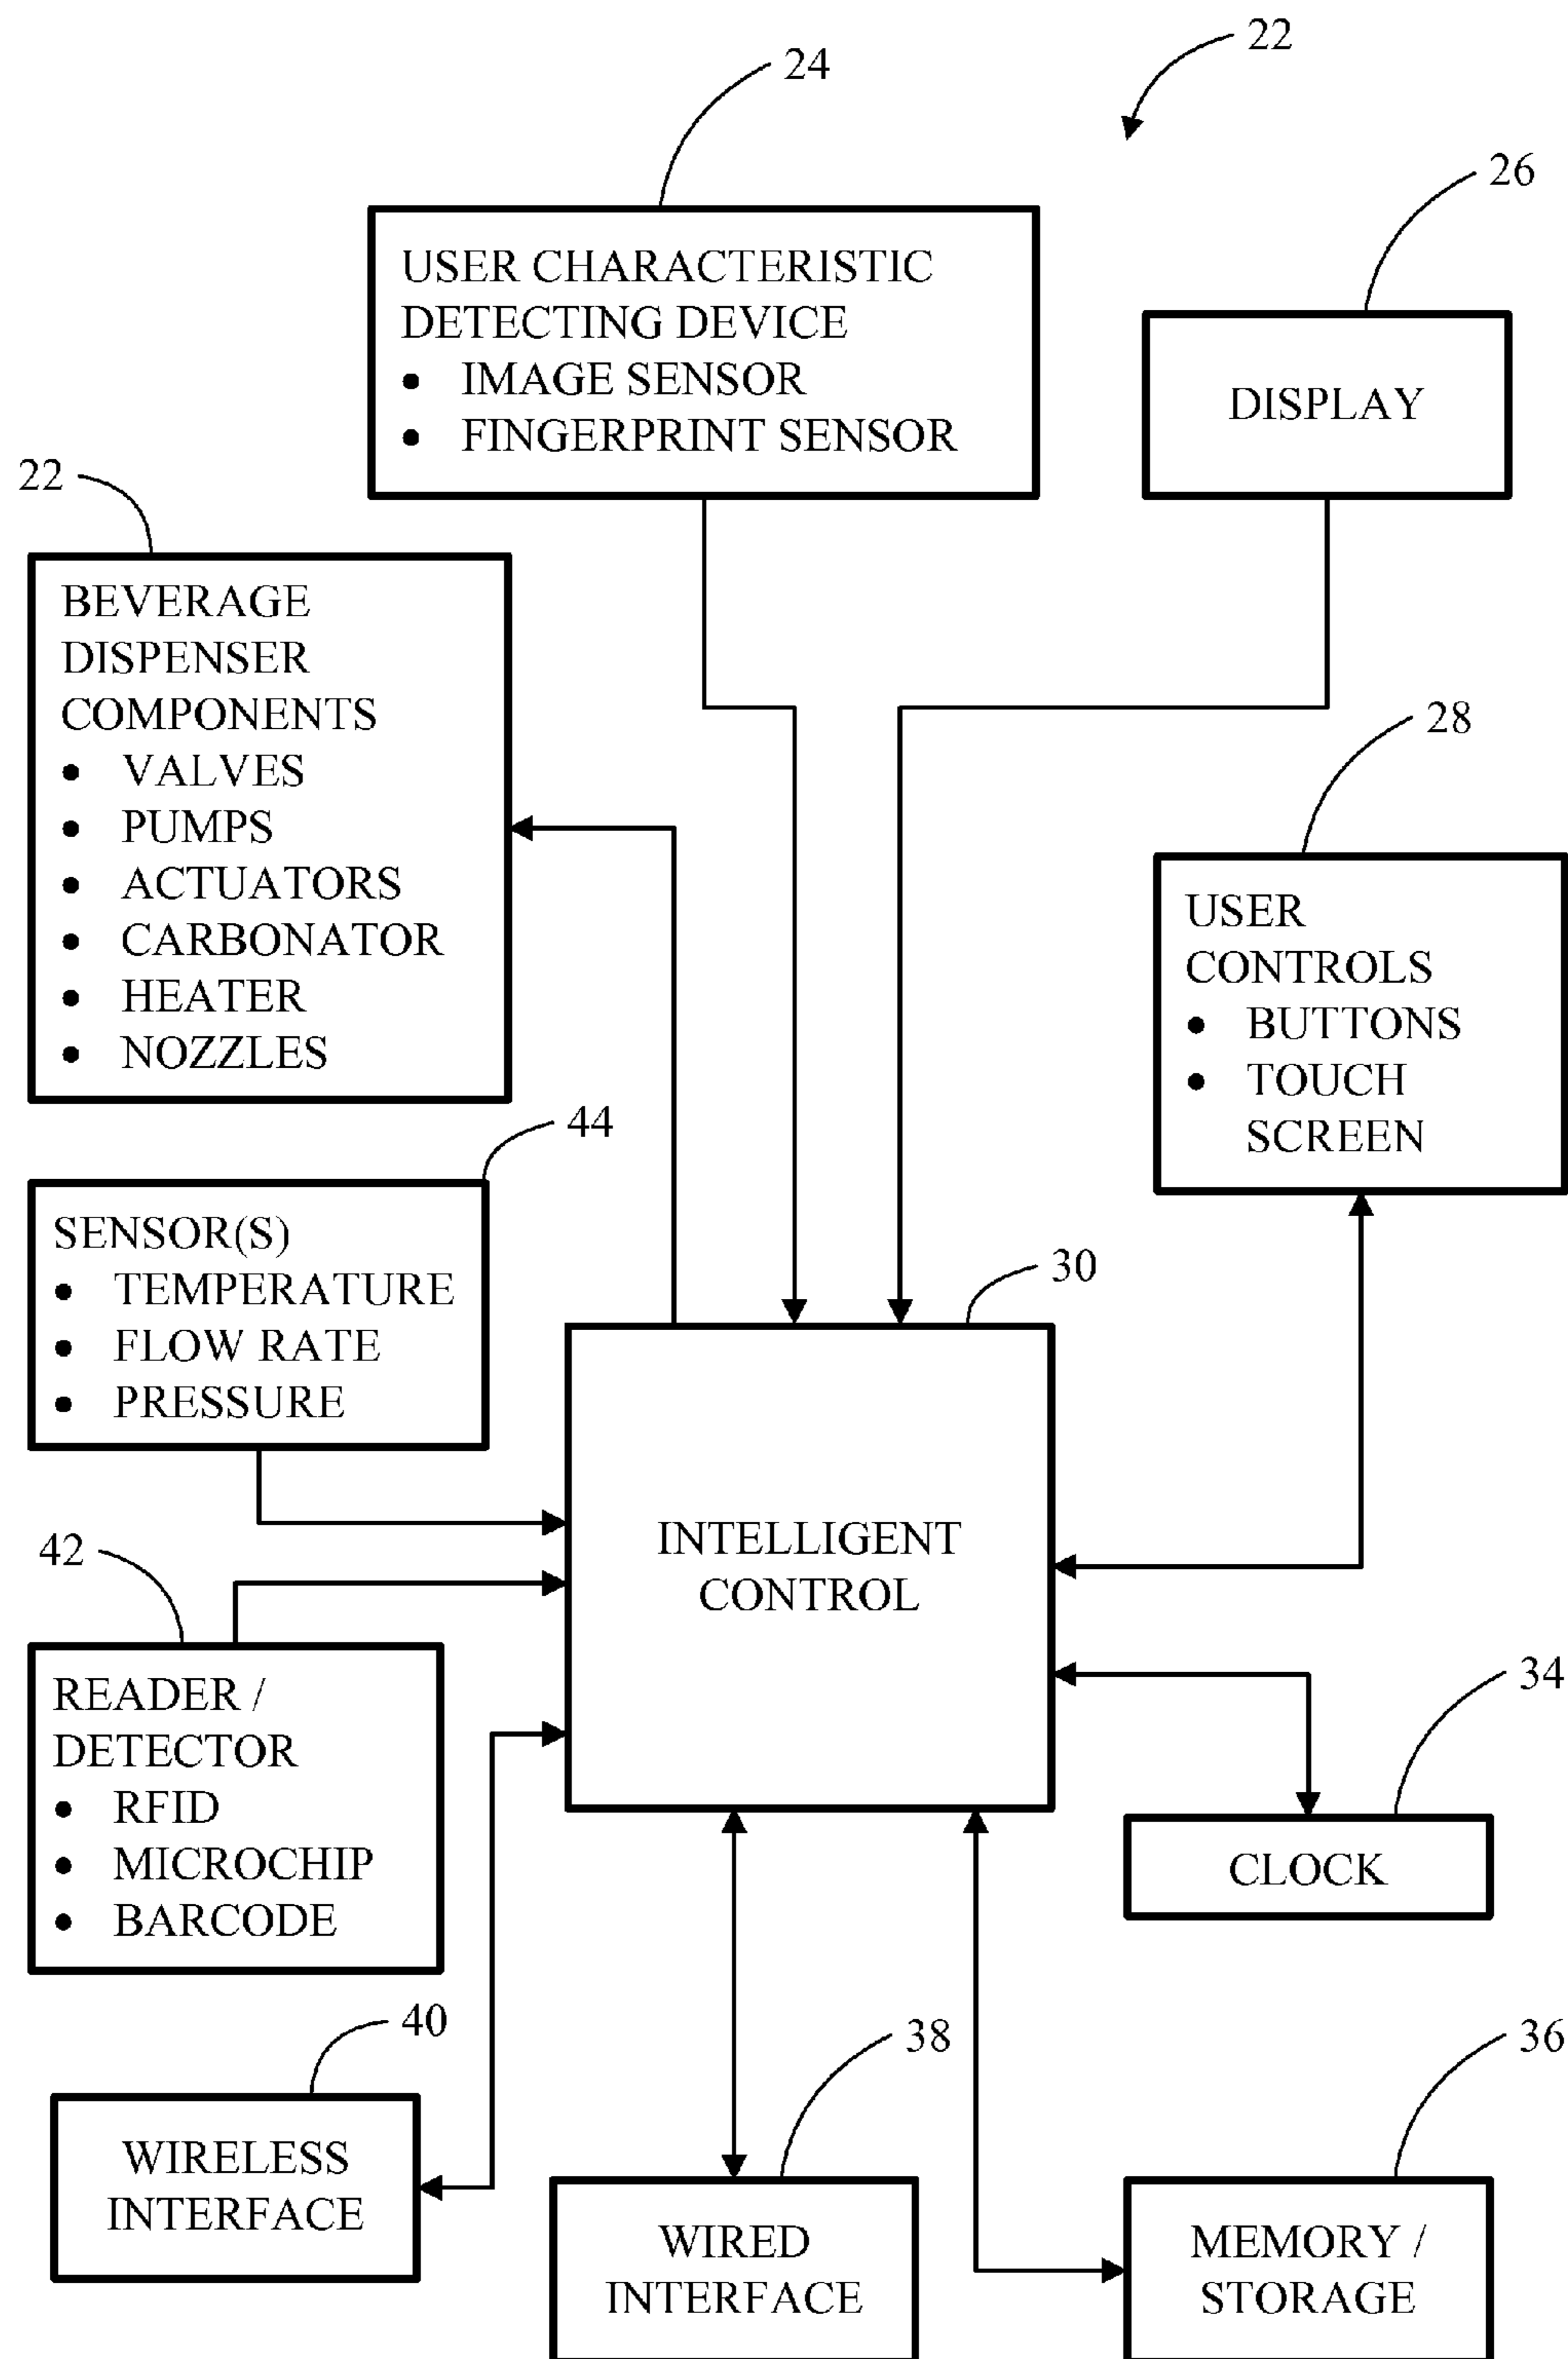 22
24
26
USER CHARACTERISTIC
DETECTING DEVICE
• IMAGE SENSOR
• FINGERPRINT SENSOR
DISPLAY
22
BEVERAGE
DISPENSER
COMPONENTS
• VALVES
• PUMPS
• ACTUATORS
• CARBONATOR
• HEATER
• NOZZLES
28
USER
CONTROLS
• BUTTONS
• TOUCH
SCREEN
44
SENSOR(S)
• TEMPERATURE
• FLOW RATE
• PRESSURE
30
INTELLIGENT
CONTROL
42
READER /
DETECTOR
• RFID
• MICROCHIP
• BARCODE
34
CLOCK
40
WIRELESS
INTERFACE
38
WIRED
INTERFACE
36
MEMORY /
STORAGE